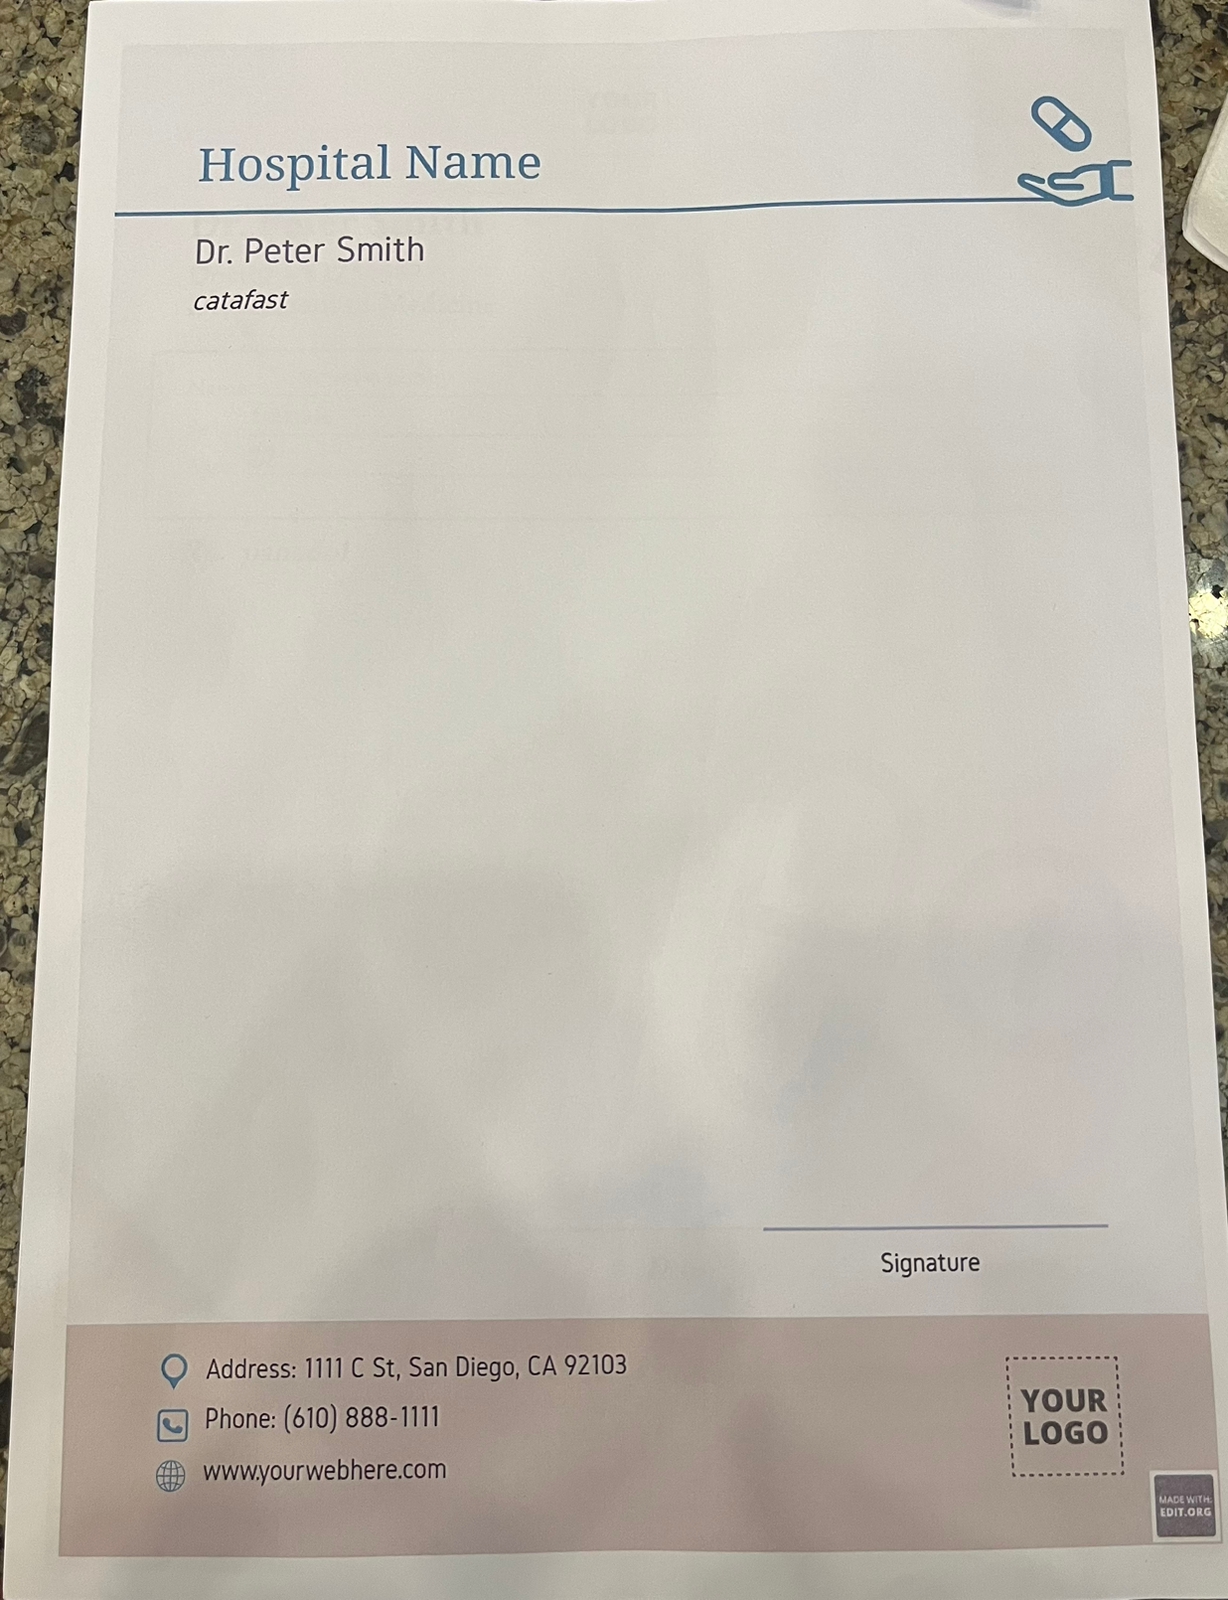 Hospital Name
Dr. Peter Smith
catafast
Signature
Address: 1111 C St, San Diego, CA 92103
Phone: (610) 888-1111
www.yourwebhere.com
YOUR
LOGO
MADE WITH:
EDIT.ORG